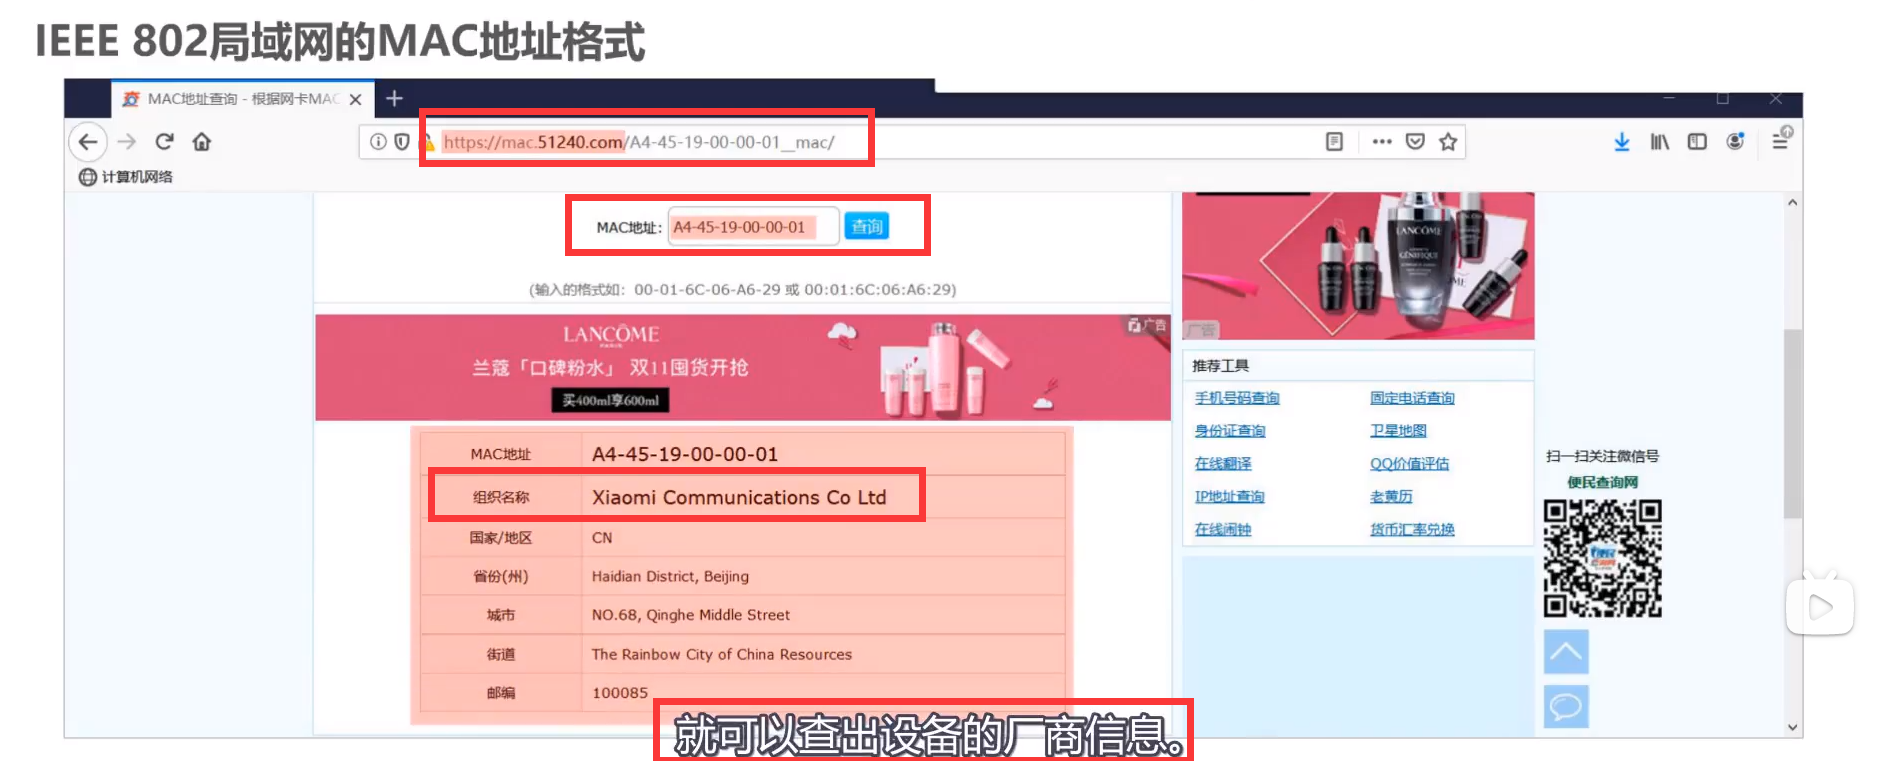 IEEE 802局域网的MAC地址格式
MAC地址查询 - 根据网卡MAC
https://mac.51240.com/A4-45-19-00-00-01__mac/
计算机网络
MAC地址: A4-45-19-00-00-01 查询
(输入的格式如: 00-01-6C-06-A6-29 或 00:01:6C:06:A6:29)
LANCÔME
PARIS
兰蔻「口碑粉水」 双11囤货开抢
买400ml享600ml
广告
MAC地址 A4-45-19-00-00-01
组织名称 Xiaomi Communications Co Ltd
国家/地区 CN
省份(州) Haidian District, Beijing
城市 NO.68, Qinghe Middle Street
街道 The Rainbow City of China Resources
邮编 100085
LANCÔME
GÉNIFIQUE
广告
推荐工具
手机号码查询 固定电话查询
身份证查询 卫星地图
在线翻译 QQ价值评估
IP地址查询 老黄历
在线闹钟 货币汇率兑换
扫一扫关注微信号
便民查询网
就可以查出设备的厂商信息。